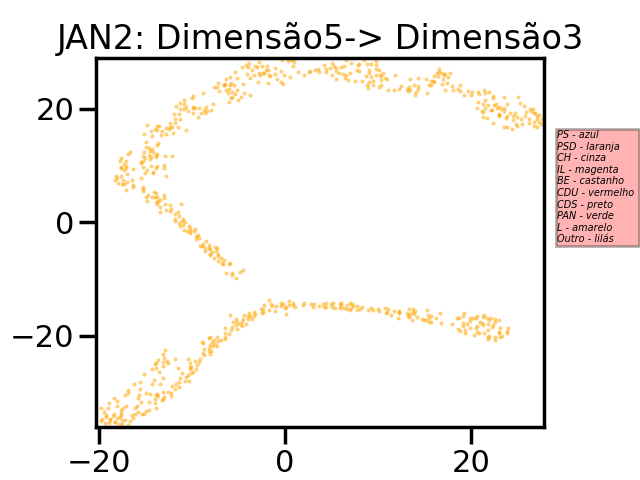 JAN2: Dimensão5-> Dimensão3
20
0
−20
−20
0
20
PS - azul
PSD - laranja
CH - cinza
IL - magenta
BE - castanho
CDU - vermelho
CDS - preto
PAN - verde
L - amarelo
Outro - lilás